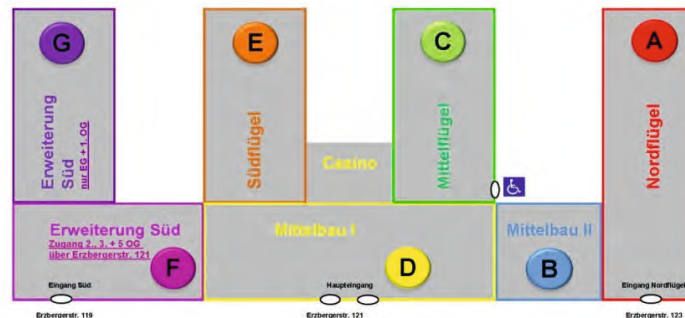 G
E
C
A
Erweiterung
Süd
nur EG + 1. OG
Südflügel
Cazino
Mittelflügel
Nordflügel
Erweiterung Süd
Zugang 2., 3. + 5 OG
über Erzbergerstr. 121
F
Mittelbau I
D
Mittelbau II
B
Eingang Süd
Haupteingang
Eingang Nordflügel
Erzbergerstr. 119
Erzbergerstr. 121
Erzbergerstr. 123